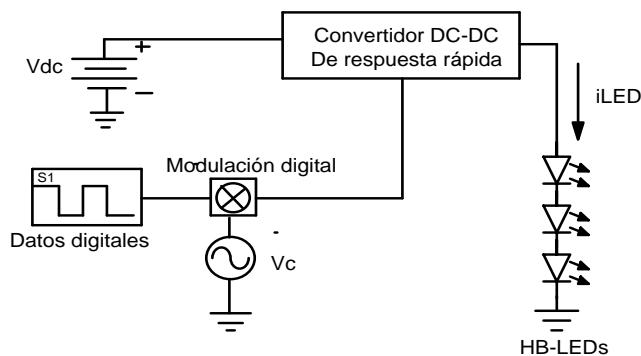 Convertidor DC-DC
De respuesta rápida
+
Vdc
−
iLED
Modulación digital
S1
Datos digitales
Vc
HB-LEDs